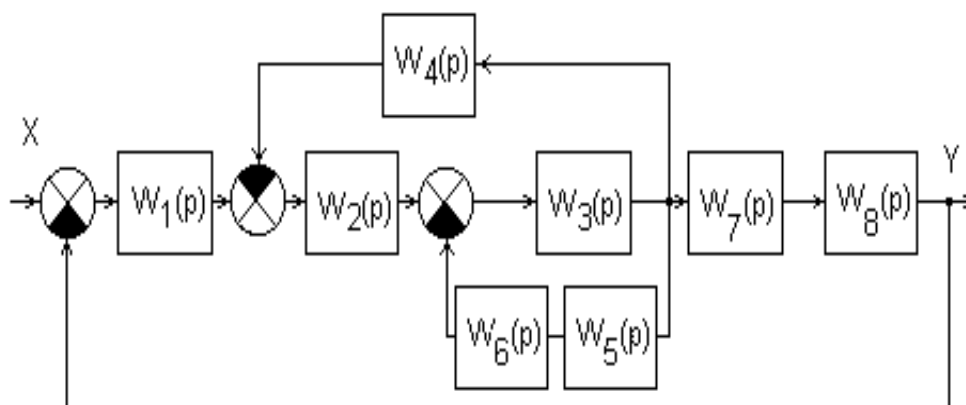 W₄(p)
X
Y
W₁(p)
W₂(p)
W₃(p)
W₇(p)
W₈(p)
W₆(p)
W₅(p)